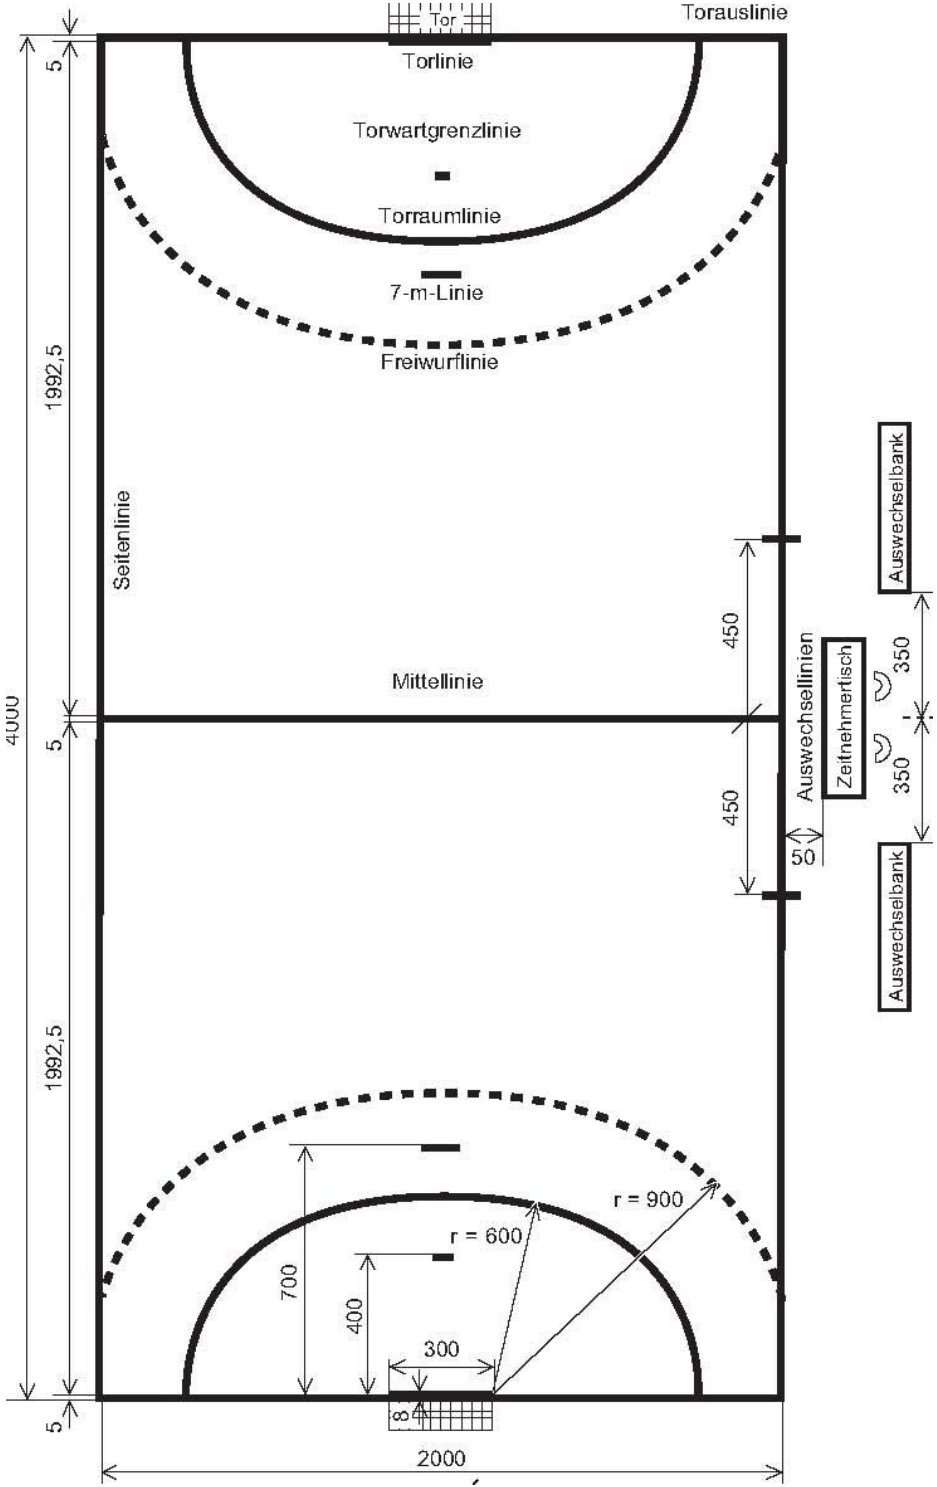 Torauslinie
Tor
Torlinie
5
Torwartgrenzlinie
Torraumlinie
7-m-Linie
Freiwurflinie
1992,5
Seitenlinie
Auswechselbank
450
350
Auswechsellinien
Zeitnehmertisch
Mittellinie
4000
5
450
350
50
Auswechselbank
1992,5
r = 900
r = 600
700
400
300
8
5
2000